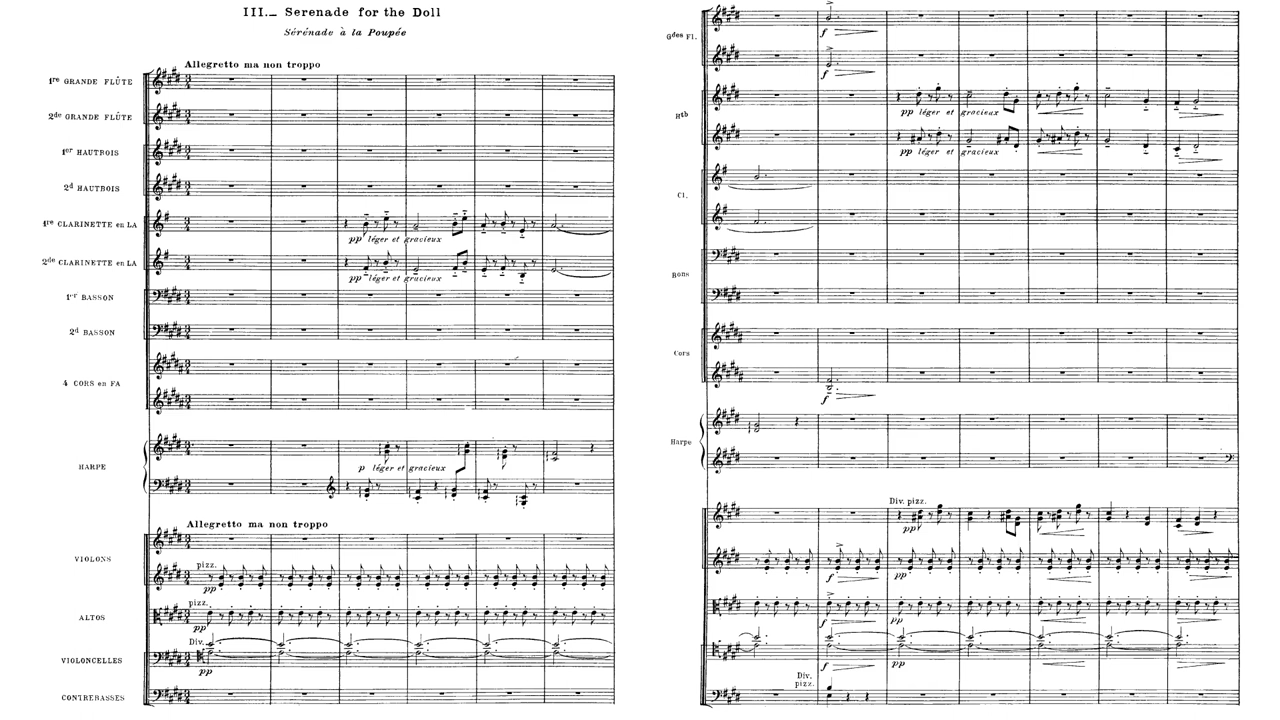 III._ Serenade for the Doll
Sérénade à la Poupée
Allegretto ma non troppo
1re GRANDE FLÛTE
2de GRANDE FLÛTE
1er HAUTBOIS
2d HAUTBOIS
1re CLARINETTE en LA
pp léger et gracieux
2de CLARINETTE en LA
pp léger et gracieux
1er BASSON
2d BASSON
4 CORS en FA
HARPE
p léger et gracieux
Allegretto ma non troppo
VIOLONS
pizz.
pp
pizz.
ALTOS
pp
Div.
VIOLONCELLES
pp
CONTREBASSES
Gdes Fl.
f
f
Htb
pp léger et gracieux
pp léger et gracieux
Cl.
Bons
Cors
f
Harpe
Div. pizz.
pp
f pp
f pp
f pp
Div.
pizz.